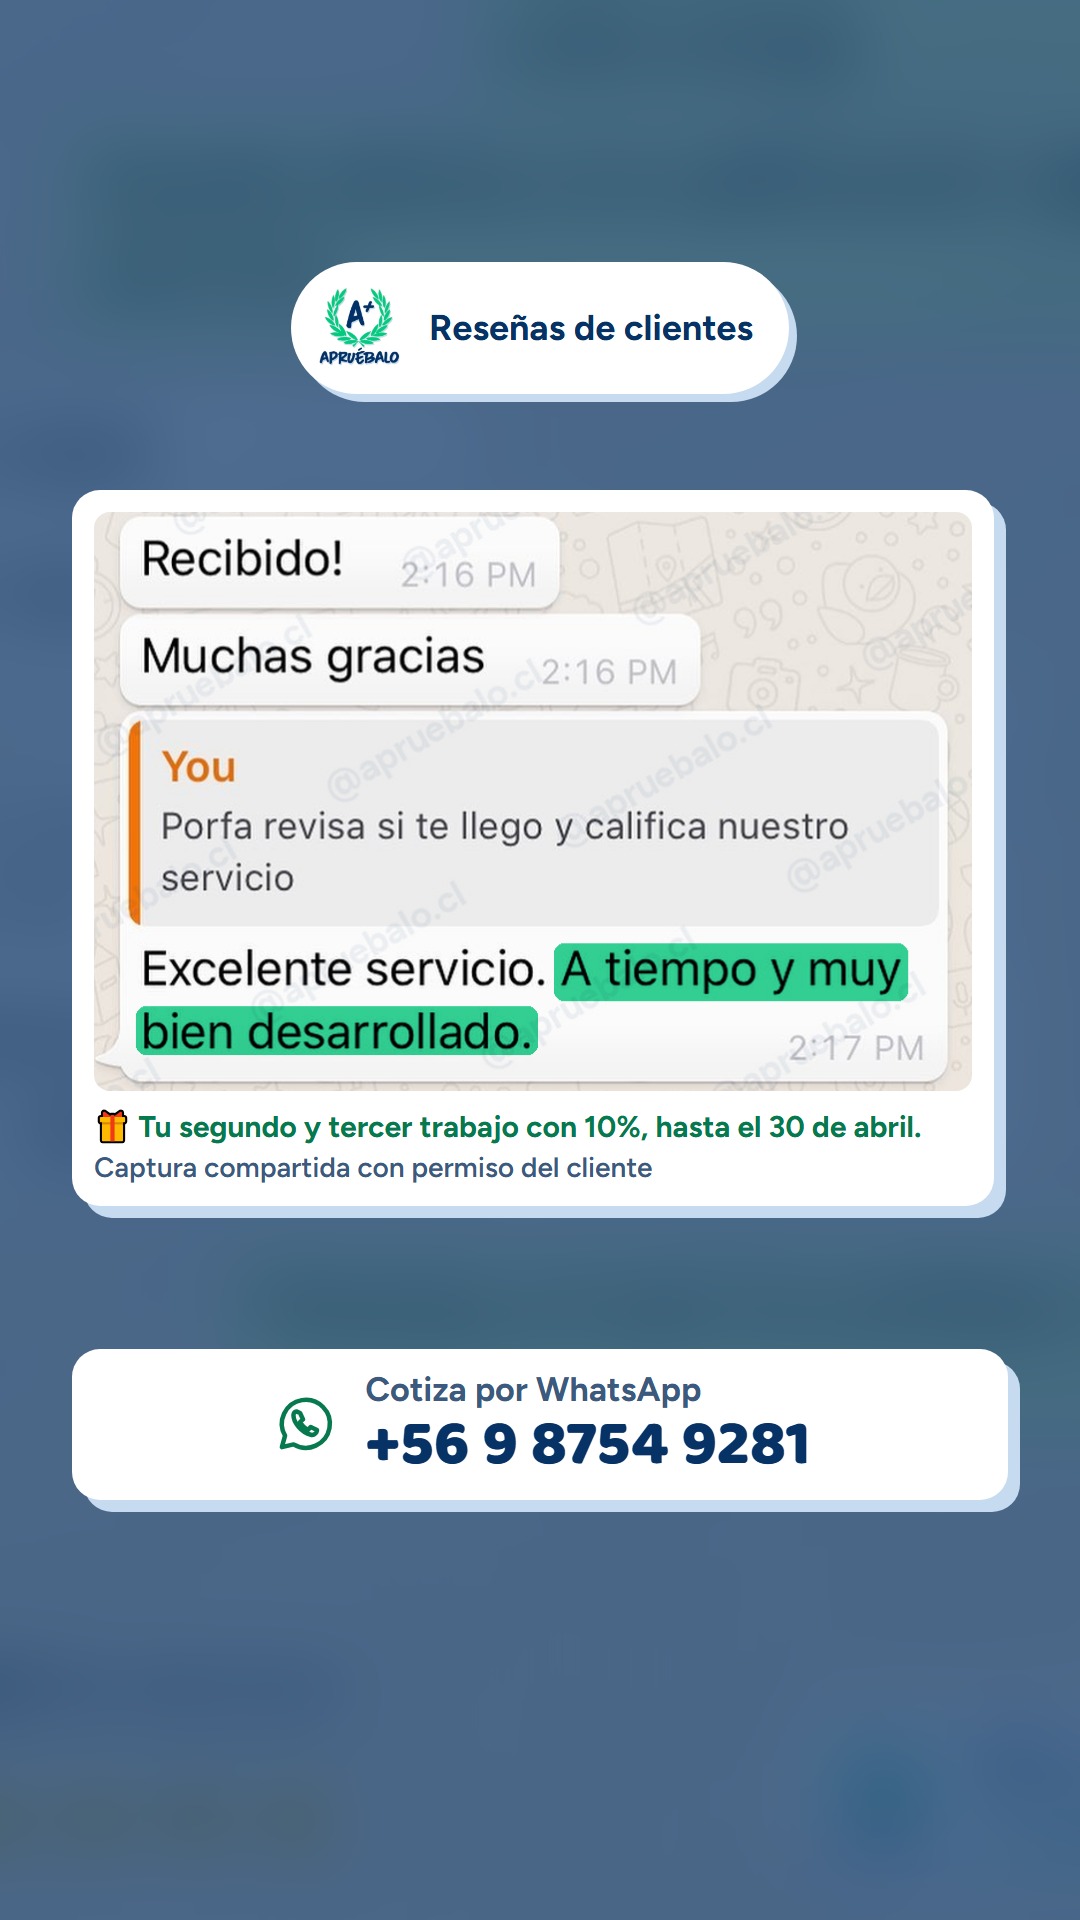 A+
APRUÉBALO
Reseñas de clientes
Recibido!
2:16 PM
Muchas gracias
2:16 PM
You
Porfa revisa si te llego y califica nuestro
servicio
Excelente servicio. A tiempo y muy
bien desarrollado.
2:17 PM
@apruebalo.cl
🎁 Tu segundo y tercer trabajo con 10%, hasta el 30 de abril.
Captura compartida con permiso del cliente
Cotiza por WhatsApp
+56 9 8754 9281